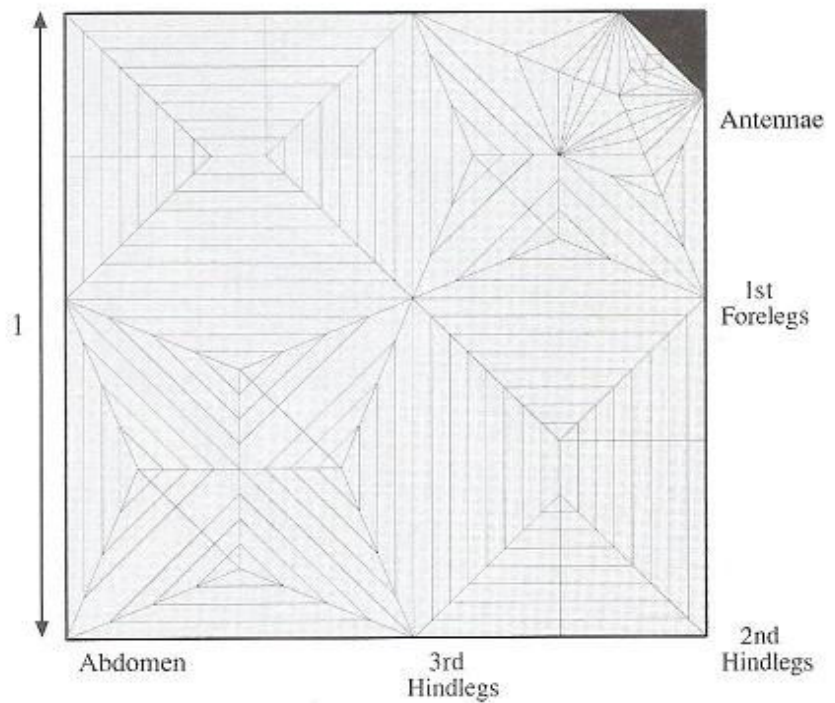 Antennae
1st
Forelegs
1
Abdomen
3rd
Hindlegs
2nd
Hindlegs